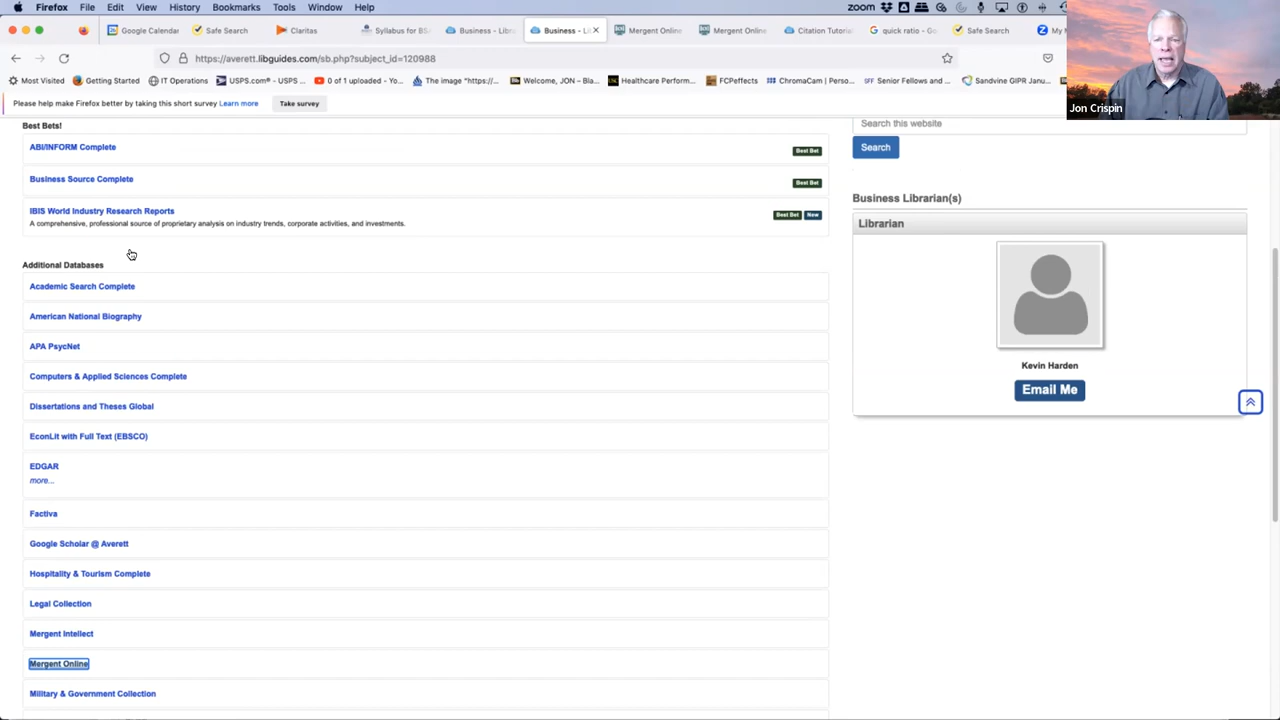 Firefox File Edit View History Bookmarks Tools Window Help zoom
Google Calendar Safe Search Claritas Syllabus for BS Business - Libr Business - Li Mergent Online Mergent Online Citation Tutorial quick ratio - Go Safe Search My
https://averett.libguides.com/sb.php?subject_id=120988
Most Visited Getting Started IT Operations USPS.com® - USPS ... 0 of 1 uploaded - Yo... The image "https://... Welcome, JON – Bla... Healthcare Perform... FCPeffects ChromaCam | Perso... Senior Fellows and ... Sandvine GIPR Janu...
Please help make Firefox better by taking this short survey Learn more Take survey
Jon Crispin
Best Bets!
ABI/INFORM Complete
Best Bet
Business Source Complete
Best Bet
IBIS World Industry Research Reports
Best Bet New
A comprehensive, professional source of proprietary analysis on industry trends, corporate activities, and investments.
Additional Databases
Academic Search Complete
American National Biography
APA PsycNet
Computers & Applied Sciences Complete
Dissertations and Theses Global
EconLit with Full Text (EBSCO)
EDGAR
more...
Factiva
Google Scholar @ Averett
Hospitality & Tourism Complete
Legal Collection
Mergent Intellect
Mergent Online
Military & Government Collection
Search this website
Search
Business Librarian(s)
Librarian
Kevin Harden
Email Me